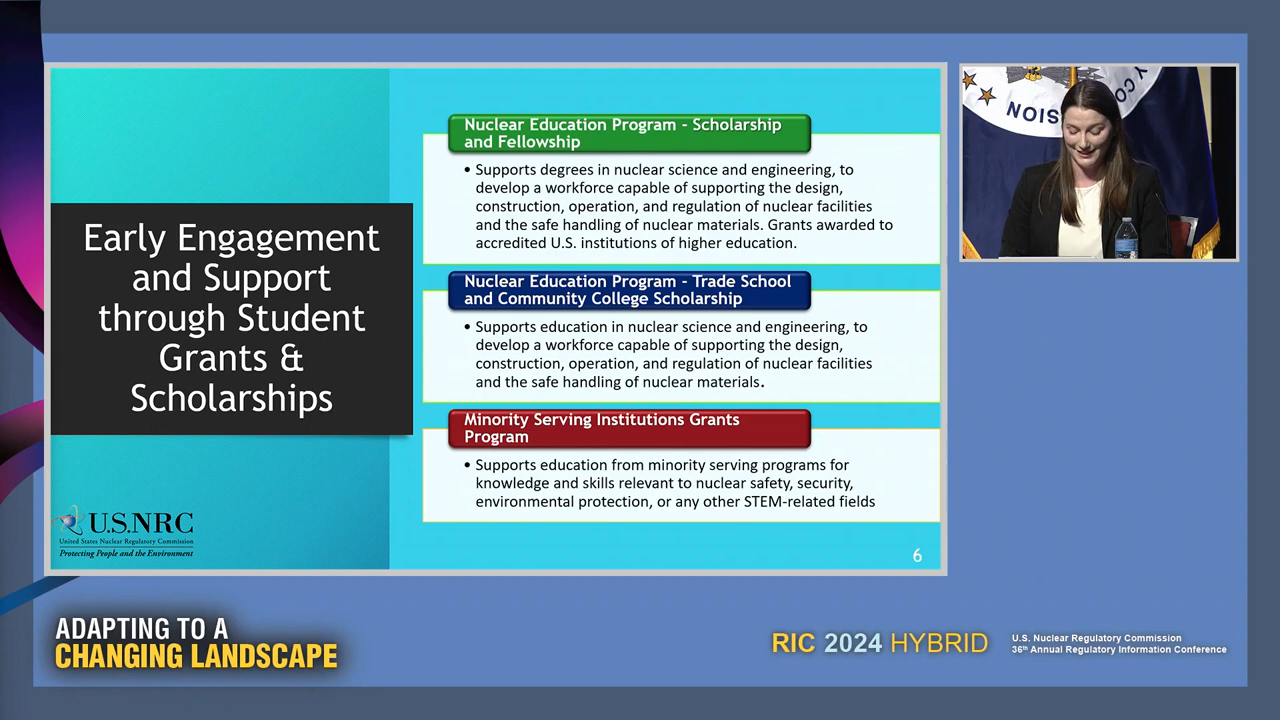 Early Engagement
and Support
through Student
Grants &
Scholarships
Nuclear Education Program - Scholarship
and Fellowship
• Supports degrees in nuclear science and engineering, to
develop a workforce capable of supporting the design,
construction, operation, and regulation of nuclear facilities
and the safe handling of nuclear materials. Grants awarded to
accredited U.S. institutions of higher education.
Nuclear Education Program - Trade School
and Community College Scholarship
• Supports education in nuclear science and engineering, to
develop a workforce capable of supporting the design,
construction, operation, and regulation of nuclear facilities
and the safe handling of nuclear materials.
Minority Serving Institutions Grants
Program
• Supports education from minority serving programs for
knowledge and skills relevant to nuclear safety, security,
environmental protection, or any other STEM-related fields
U.S.NRC
United States Nuclear Regulatory Commission
Protecting People and the Environment
6
Y CO
SION
ADAPTING TO A
CHANGING LANDSCAPE
RIC 2024 HYBRID
U.S. Nuclear Regulatory Commission
36th Annual Regulatory Information Conference